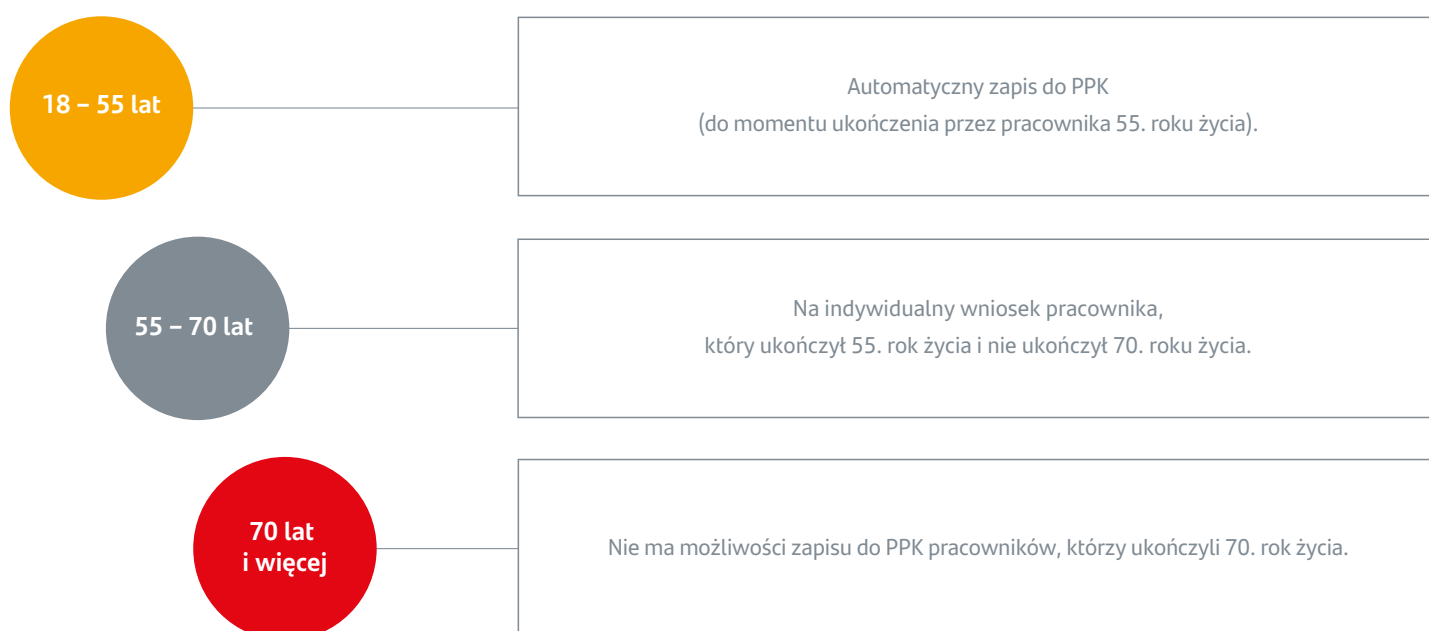 18 – 55 lat
Automatyczny zapis do PPK
(do momentu ukończenia przez pracownika 55. roku życia).
55 – 70 lat
Na indywidualny wniosek pracownika,
który ukończył 55. rok życia i nie ukończył 70. roku życia.
70 lat
i więcej
Nie ma możliwości zapisu do PPK pracowników, którzy ukończyli 70. rok życia.